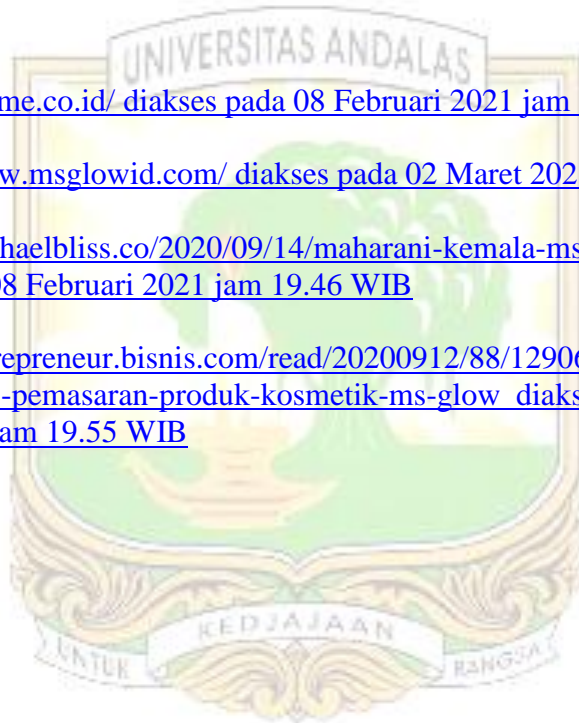 UNIVERSITAS ANDALAS
me.co.id/ diakses pada 08 Februari 2021 jam
w.msglowid.com/ diakses pada 02 Maret 202
haelbliss.co/2020/09/14/maharani-kemala-ms
08 Februari 2021 jam 19.46 WIB
repreneur.bisnis.com/read/20200912/88/12906
-pemasaran-produk-kosmetik-ms-glow diaks
am 19.55 WIB
KEDJAJAAN
UNTUK BANGSA